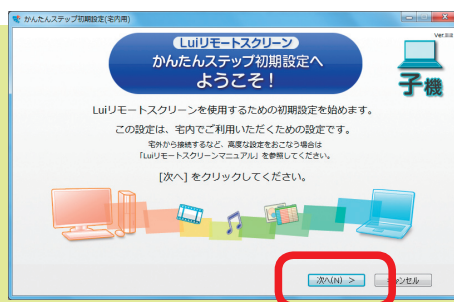 かんたんステップ初期設定(宅内用)
Luiリモートスクリーン
かんたんステップ初期設定へ
ようこそ!
子機
Luiリモートスクリーンを使用するための初期設定を始めます。
この設定は、宅内でご利用いただくための設定です。
宅外から接続するなど、高度な設定をおこなう場合は
「Luiリモートスクリーンマニュアル」を参照してください。
[次へ] をクリックしてください。
次へ(N) >
キャンセル